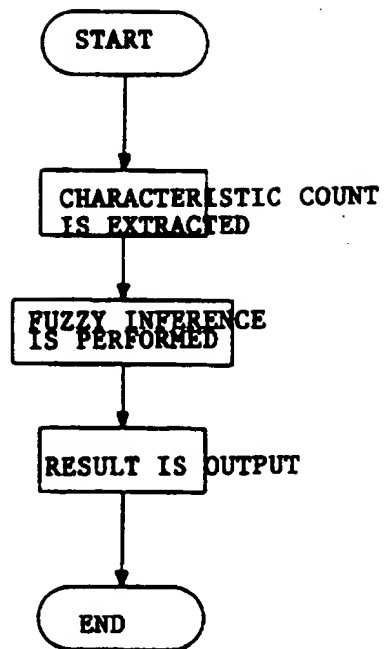 START
CHARACTERISTIC COUNT
IS EXTRACTED
FUZZY INFERENCE
IS PERFORMED
RESULT IS OUTPUT
END